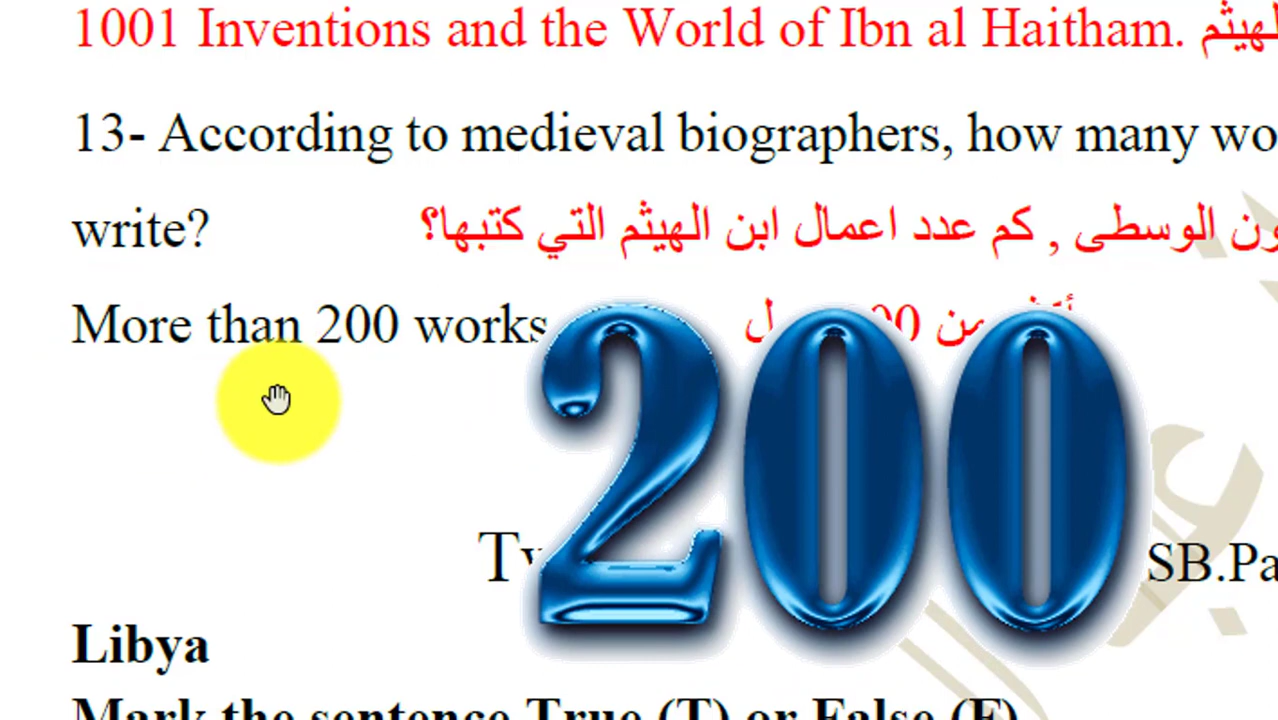 1001 Inventions and the World of Ibn al Haitham. الهيثم
13- According to medieval biographers, how many
write? الوسطى , كم عدد اعمال ابن الهيثم التي كتبها؟
More than 200 works من
200
SB.Pa
Libya
Mark the sentence True (T) or False (F)